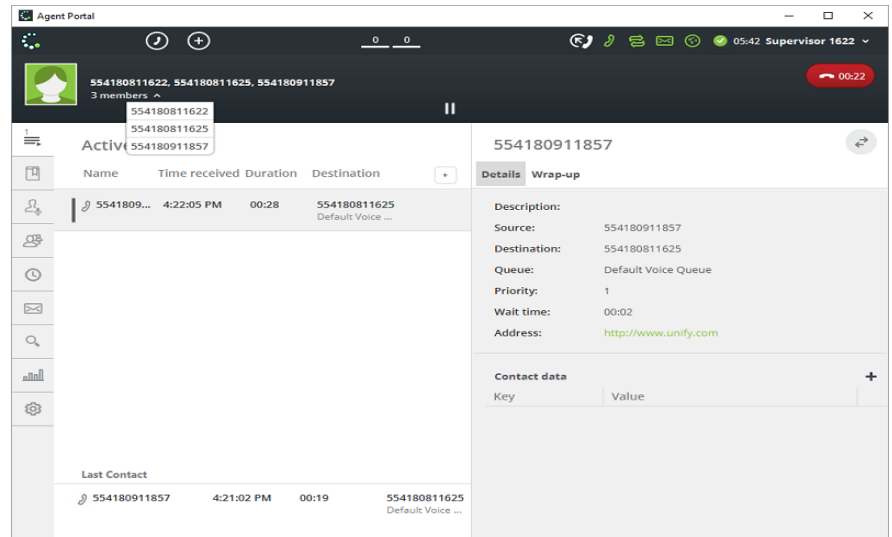 Agent Portal
0 0
05:42 Supervisor 1622
554180811622, 554180811625, 554180911857
3 members
00:22
554180811622
554180811625
554180911857
1
Active
554180911857
Name Time received Duration Destination +
Details Wrap-up
5541809... 4:22:05 PM 00:28 554180811625
Default Voice ...
Description:
Source: 554180911857
Destination: 554180811625
Queue: Default Voice Queue
Priority: 1
Wait time: 00:02
Address: http://www.unify.com
Contact data +
Key Value
Last Contact
554180911857 4:21:02 PM 00:19 554180811625
Default Voice ...